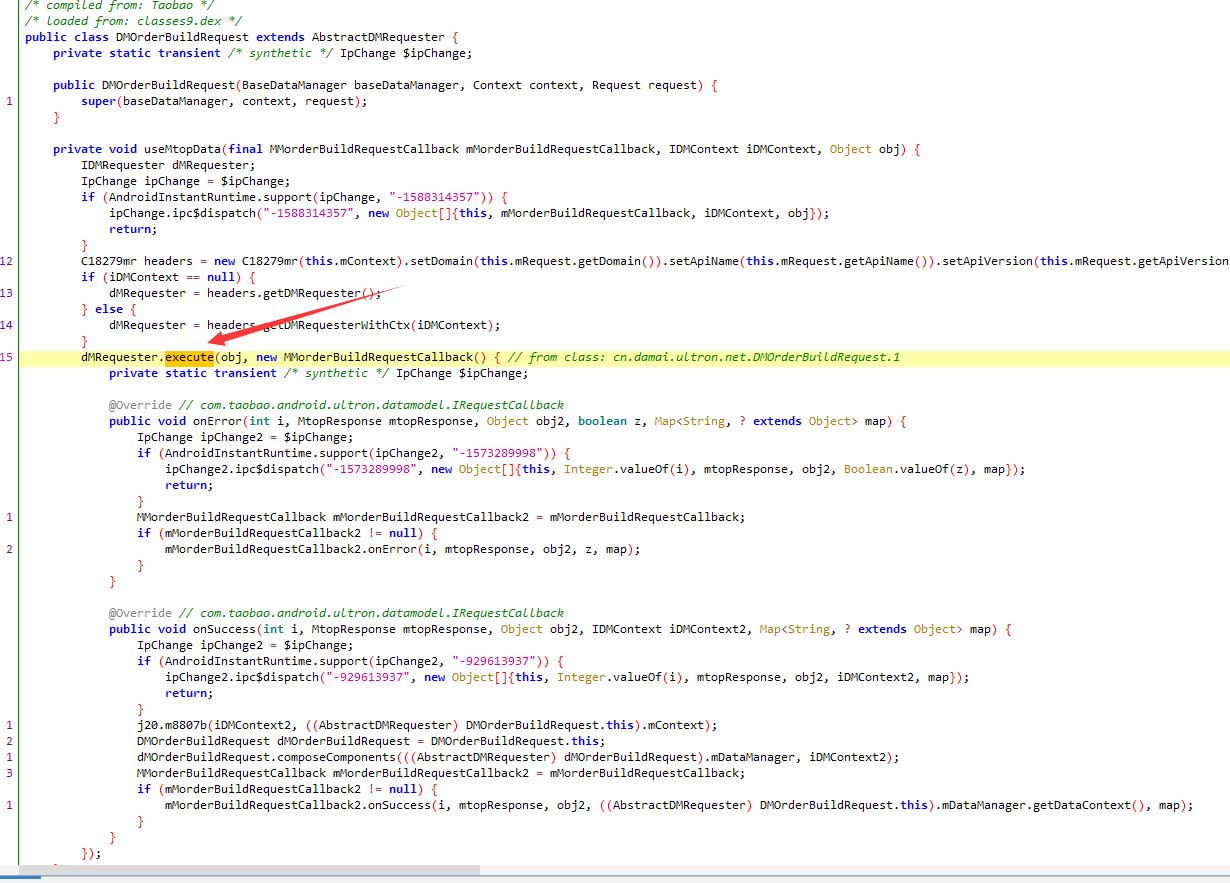 /* compiled from: Taobao */
/* loaded from: classes9.dex */
public class DMOrderBuildRequest extends AbstractDMRequester {
private static transient /* synthetic */ IpChange $ipChange;
public DMOrderBuildRequest(BaseDataManager baseDataManager, Context context, Request request) {
1 super(baseDataManager, context, request);
}
private void useMtopData(final MMorderBuildRequestCallback mMorderBuildRequestCallback, IDMContext iDMContext, Object obj) {
IDMRequester dMRequester;
IpChange ipChange = $ipChange;
if (AndroidInstantRuntime.support(ipChange, "-1588314357")) {
ipChange.ipc$dispatch("-1588314357", new Object[]{this, mMorderBuildRequestCallback, iDMContext, obj});
return;
}
12 C18279mr headers = new C18279mr(this.mContext).setDomain(this.mRequest.getDomain()).setApiName(this.mRequest.getApiName()).setApiVersion(this.mRequest.getApiVersion
if (iDMContext == null) {
13 dMRequester = headers.getDMRequester();
} else {
14 dMRequester = headers.getDMRequesterWithCtx(iDMContext);
}
15 dMRequester.execute(obj, new MMorderBuildRequestCallback() { // from class: cn.damai.ultron.net.DMOrderBuildRequest.1
private static transient /* synthetic */ IpChange $ipChange;
@Override // com.taobao.android.ultron.datamodel.IRequestCallback
public void onError(int i, MtopResponse mtopResponse, Object obj2, boolean z, Map<String, ? extends Object> map) {
IpChange ipChange2 = $ipChange;
if (AndroidInstantRuntime.support(ipChange2, "-1573289998")) {
ipChange2.ipc$dispatch("-1573289998", new Object[]{this, Integer.valueOf(i), mtopResponse, obj2, Boolean.valueOf(z), map});
return;
}
1 MMorderBuildRequestCallback mMorderBuildRequestCallback2 = mMorderBuildRequestCallback;
if (mMorderBuildRequestCallback2 != null) {
2 mMorderBuildRequestCallback2.onError(i, mtopResponse, obj2, z, map);
}
}
@Override // com.taobao.android.ultron.datamodel.IRequestCallback
public void onSuccess(int i, MtopResponse mtopResponse, Object obj2, IDMContext iDMContext2, Map<String, ? extends Object> map) {
IpChange ipChange2 = $ipChange;
if (AndroidInstantRuntime.support(ipChange2, "-929613937")) {
ipChange2.ipc$dispatch("-929613937", new Object[]{this, Integer.valueOf(i), mtopResponse, obj2, iDMContext2, map});
return;
}
1 j20.m8807b(iDMContext2, ((AbstractDMRequester) DMOrderBuildRequest.this).mContext);
2 DMOrderBuildRequest dMOrderBuildRequest = DMOrderBuildRequest.this;
1 dMOrderBuildRequest.composeComponents(((AbstractDMRequester) dMOrderBuildRequest).mDataManager, iDMContext2);
3 MMorderBuildRequestCallback mMorderBuildRequestCallback2 = mMorderBuildRequestCallback;
if (mMorderBuildRequestCallback2 != null) {
1 mMorderBuildRequestCallback2.onSuccess(i, mtopResponse, obj2, ((AbstractDMRequester) DMOrderBuildRequest.this).mDataManager.getDataContext(), map);
}
}
});